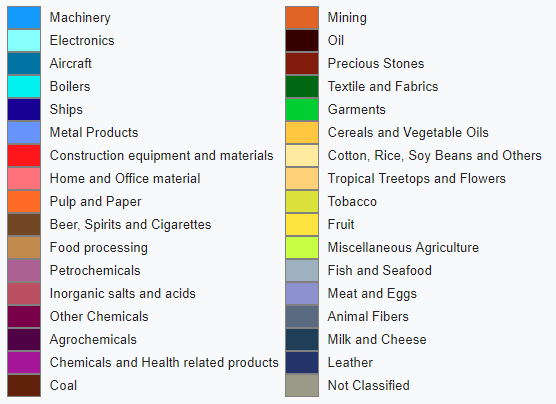 Machinery
Electronics
Aircraft
Boilers
Ships
Metal Products
Construction equipment and materials
Home and Office material
Pulp and Paper
Beer, Spirits and Cigarettes
Food processing
Petrochemicals
Inorganic salts and acids
Other Chemicals
Agrochemicals
Chemicals and Health related products
Coal
Mining
Oil
Precious Stones
Textile and Fabrics
Garments
Cereals and Vegetable Oils
Cotton, Rice, Soy Beans and Others
Tropical Treetops and Flowers
Tobacco
Fruit
Miscellaneous Agriculture
Fish and Seafood
Meat and Eggs
Animal Fibers
Milk and Cheese
Leather
Not Classified